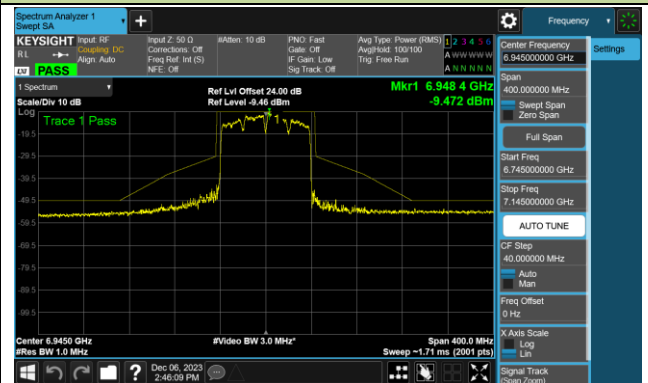 Spectrum Analyzer 1
Swept SA
Frequency
KEYSIGHT
Input: RF
Coupling: DC
Align: Auto
Input Z: 50 Ω
Corrections: Off
Freq Ref: Int (S)
NFE: Off
#Atten: 10 dB
PNO: Fast
Gate: Off
IF Gain: Low
Sig Track: Off
Avg Type: Power (RMS)
Avg|Hold: 100/100
Trig: Free Run
1 2 3 4 5 6
A W W W W W
A N N N N N
RL
LXI
PASS
1 Spectrum
Scale/Div 10 dB
Ref Lvl Offset 24.00 dB
Ref Level -9.46 dBm
Mkr1 6.948 4 GHz
-9.472 dBm
Log
Trace 1 Pass
-19.5
-29.5
-39.5
-49.5
-59.5
-69.5
-79.5
-89.5
-99.5
Center 6.9450 GHz
#Res BW 1.0 MHz
#Video BW 3.0 MHz*
Span 400.0 MHz
Sweep ~1.71 ms (2001 pts)
Dec 06, 2023
2:46:09 PM
Center Frequency
6.945000000 GHz
Settings
Span
400.000000 MHz
Swept Span
Zero Span
Full Span
Start Freq
6.745000000 GHz
Stop Freq
7.145000000 GHz
AUTO TUNE
CF Step
40.000000 MHz
Auto
Man
Freq Offset
0 Hz
X Axis Scale
Log
Lin
Signal Track
(Span Zoom)